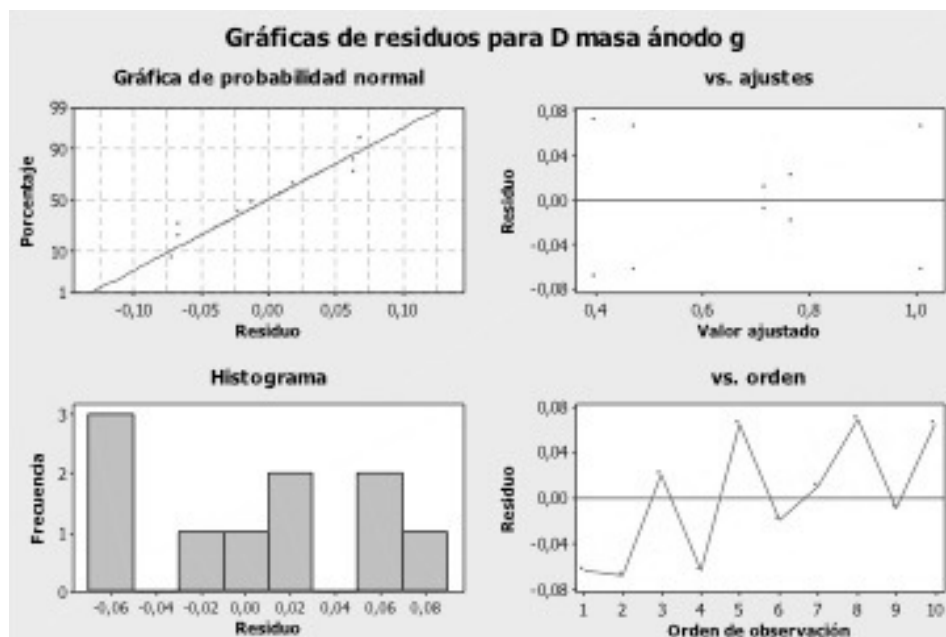 Gráficas de residuos para D masa ánodo g
Gráfica de probabilidad normal
99
90
50
10
1
Porcentaje
-0,10 -0,05 0,00 0,05 0,10
Residuo
vs. ajustes
0,08
0,04
0,00
-0,04
-0,08
Residuo
0,4 0,6 0,8 1,0
Valor ajustado
Histograma
3
2
1
0
Frecuencia
-0,06 -0,04 -0,02 0,00 0,02 0,04 0,06 0,08
Residuo
vs. orden
0,08
0,04
0,00
-0,04
-0,08
Residuo
1 2 3 4 5 6 7 8 9 10
Orden de observación